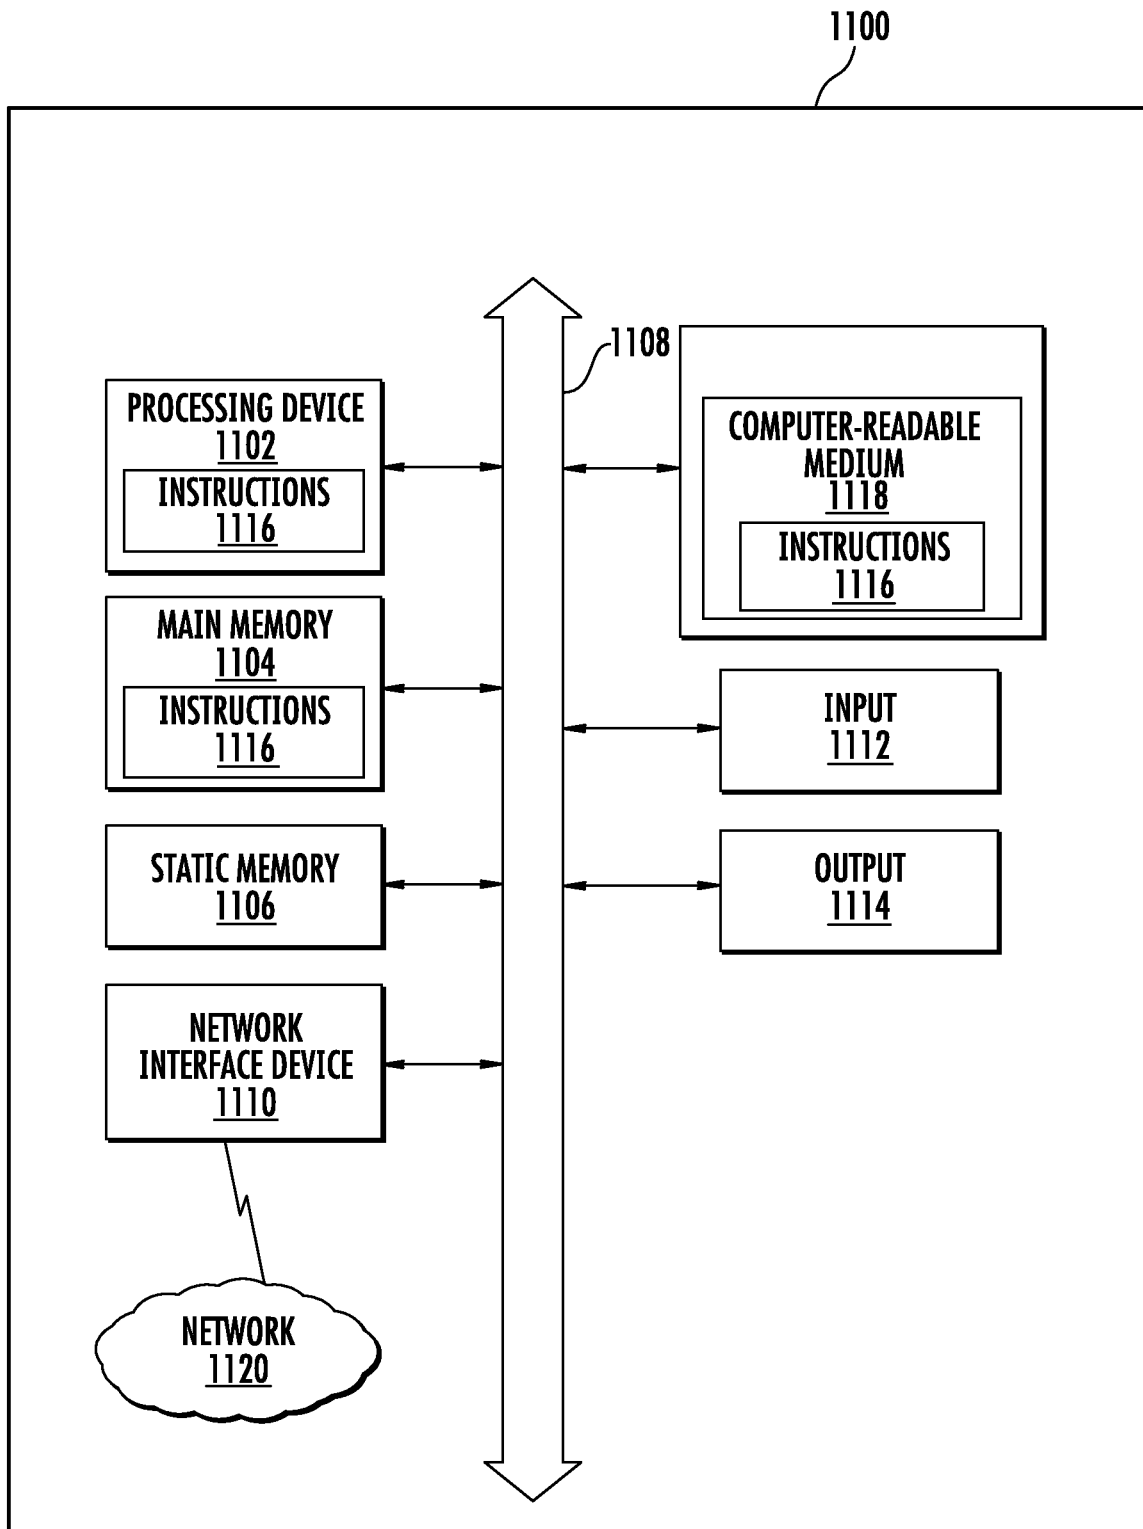 1100
1108
PROCESSING DEVICE
1102
INSTRUCTIONS
1116
MAIN MEMORY
1104
INSTRUCTIONS
1116
STATIC MEMORY
1106
NETWORK
INTERFACE DEVICE
1110
NETWORK
1120
COMPUTER-READABLE
MEDIUM
1118
INSTRUCTIONS
1116
INPUT
1112
OUTPUT
1114